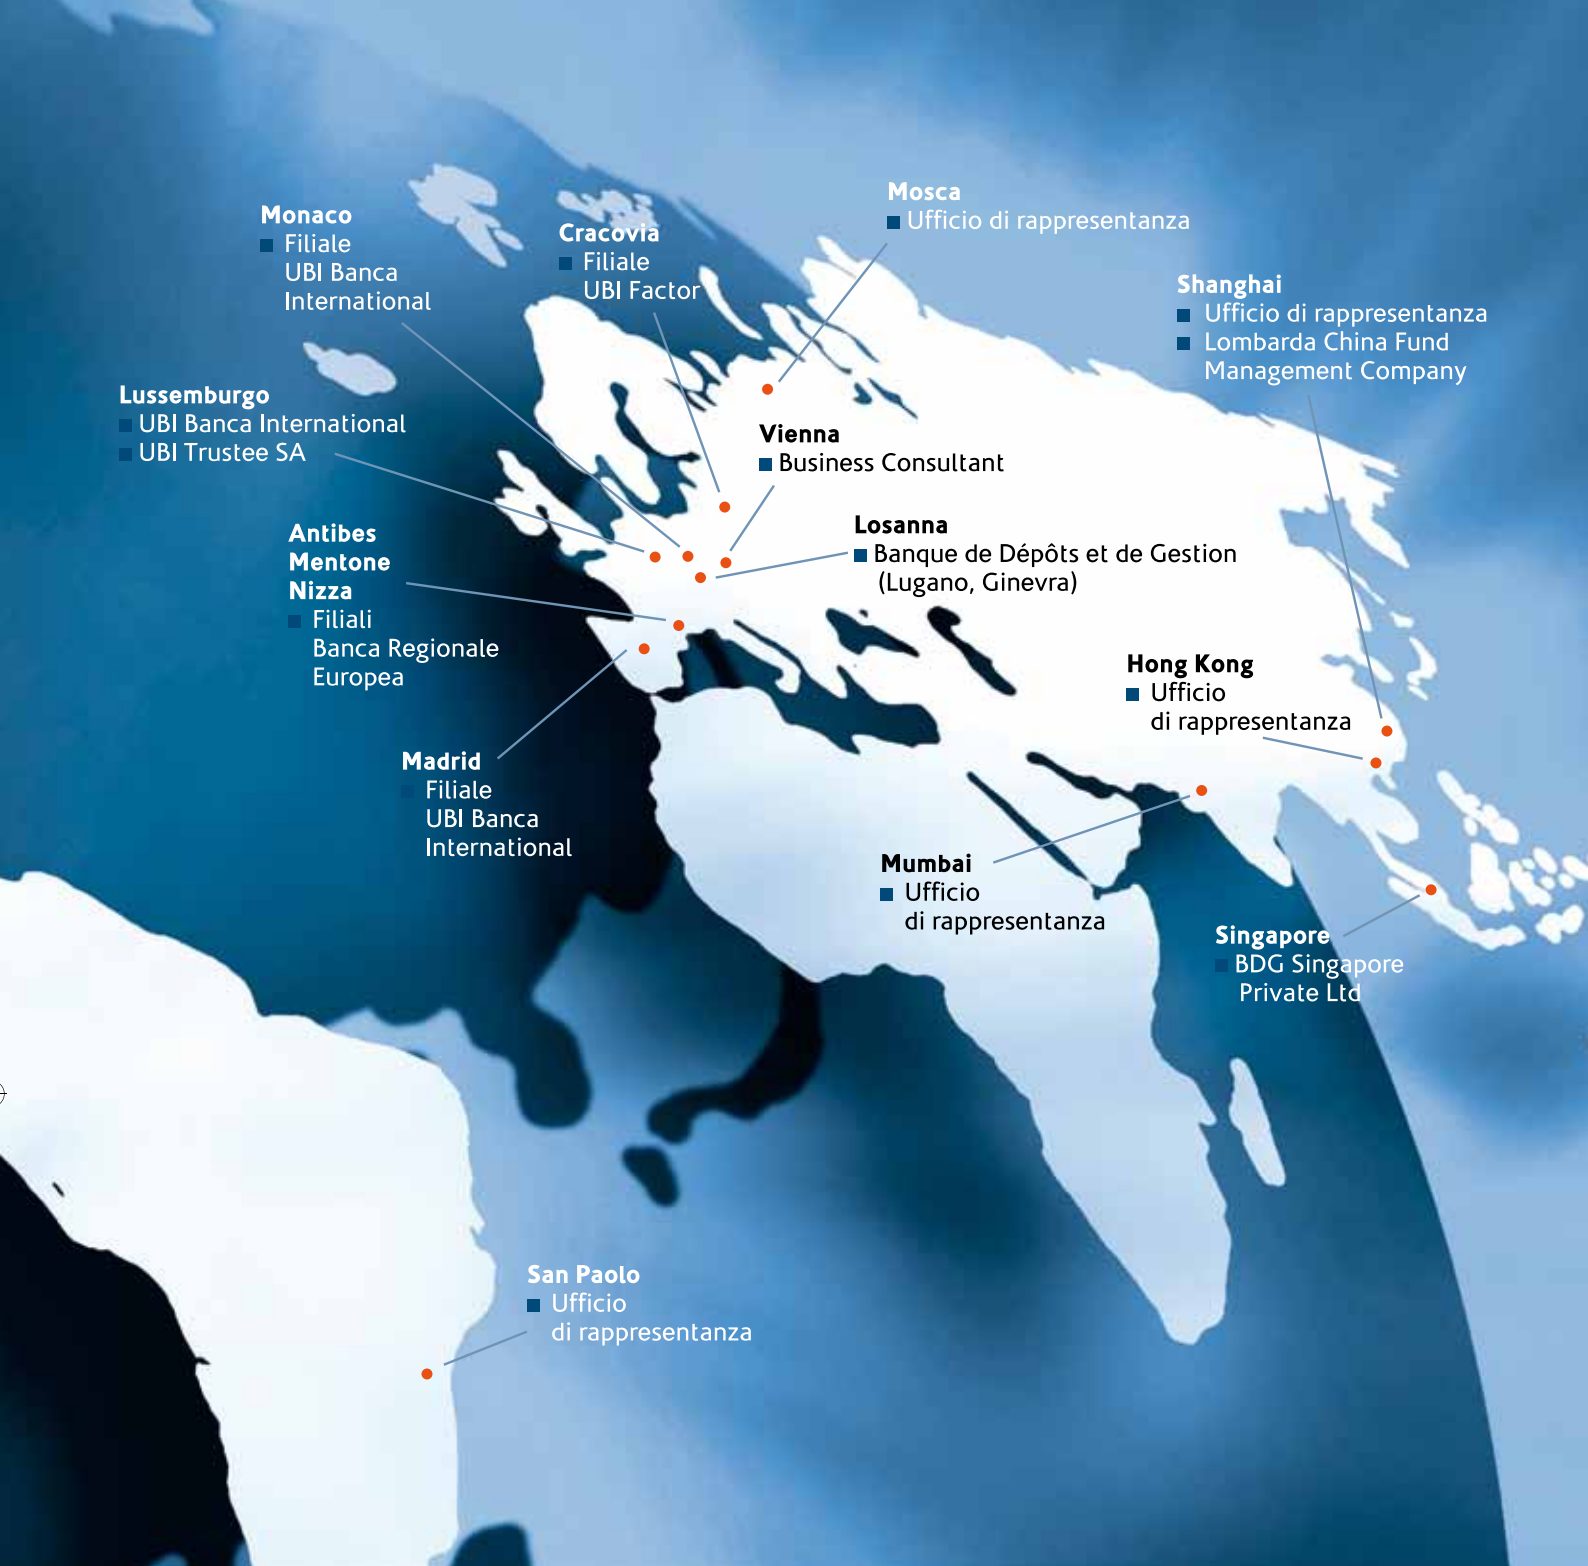 Mosca
Ufficio di rappresentanza
Monaco
Filiale
UBI Banca
International
Cracovia
Filiale
UBI Factor
Shanghai
Ufficio di rappresentanza
Lombarda China Fund
Management Company
Lussemburgo
UBI Banca International
UBI Trustee SA
Vienna
Business Consultant
Antibes
Mentone
Nizza
Filiali
Banca Regionale
Europea
Losanna
Banque de Dépôts et de Gestion
(Lugano, Ginevra)
Hong Kong
Ufficio
di rappresentanza
Madrid
Filiale
UBI Banca
International
Mumbai
Ufficio
di rappresentanza
Singapore
BDG Singapore
Private Ltd
San Paolo
Ufficio
di rappresentanza